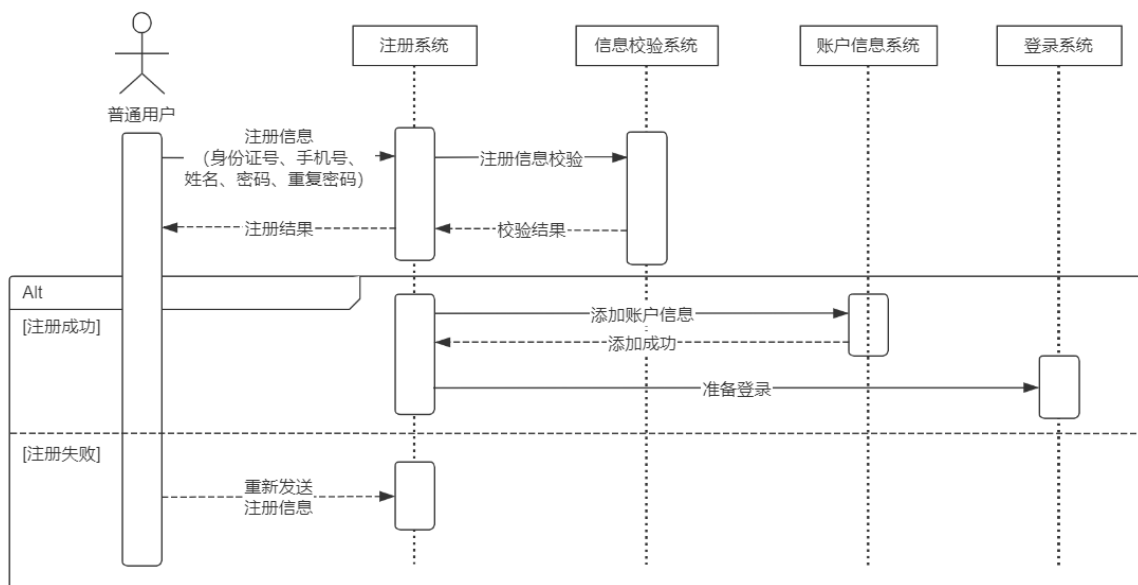 注册系统
信息校验系统
账户信息系统
登录系统
普通用户
注册信息
（身份证号、手机号、
姓名、密码、重复密码）
注册信息校验
注册结果
校验结果
Alt
[注册成功]
添加账户信息
添加成功
准备登录
[注册失败]
重新发送
注册信息